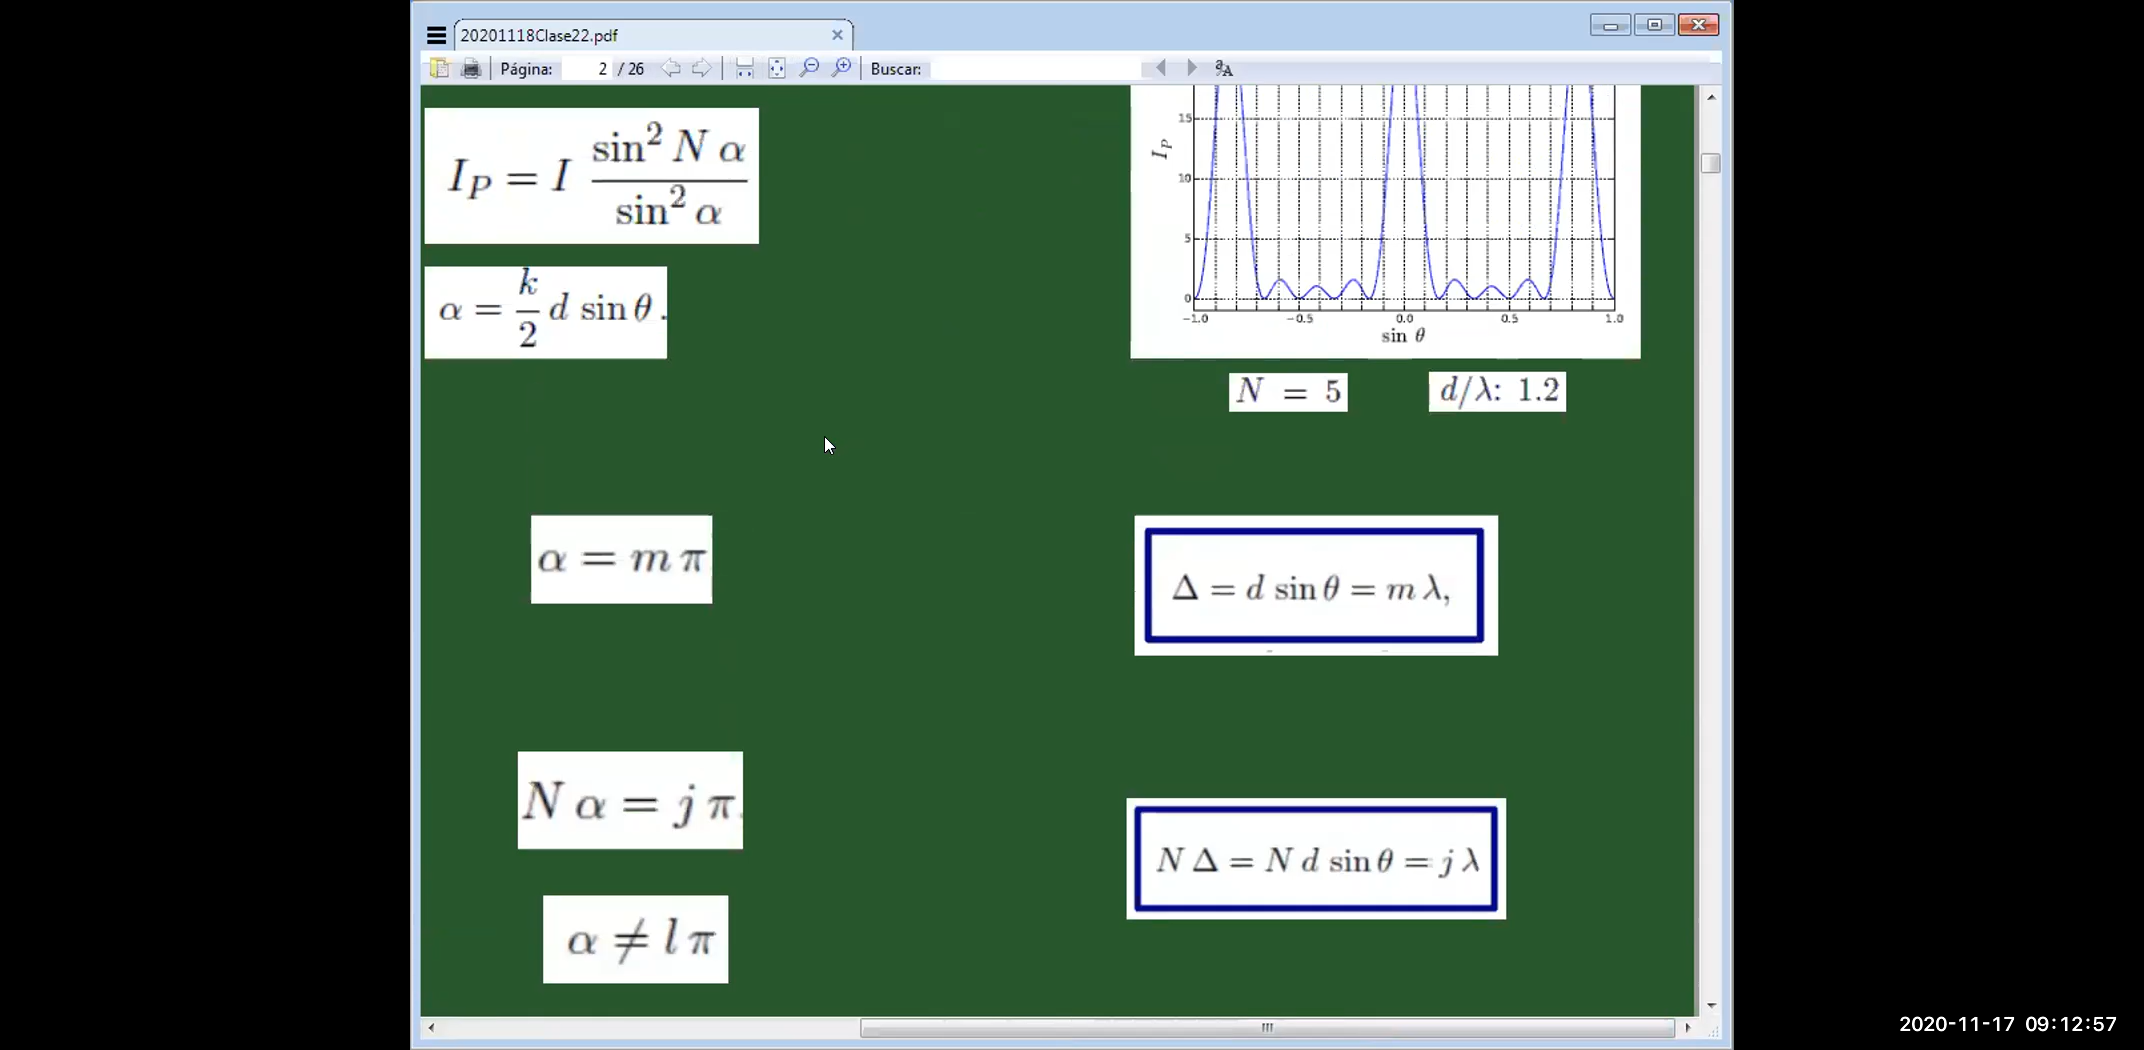 20201118Clase22.pdf
Página: 2 / 26 Buscar:
I_P = I \frac{\sin^2 N α}{\sin^2 α}
α = \frac{k}{2} d sin θ .
15
10
5
0
I_P
−1.0 −0.5 0.0 0.5 1.0
sin θ
N = 5
d/λ: 1.2
α = m π
Δ = d sin θ = m λ,
N α = j π.
N Δ = N d sin θ = j λ
α ≠ l π
2020-11-17 09:12:57